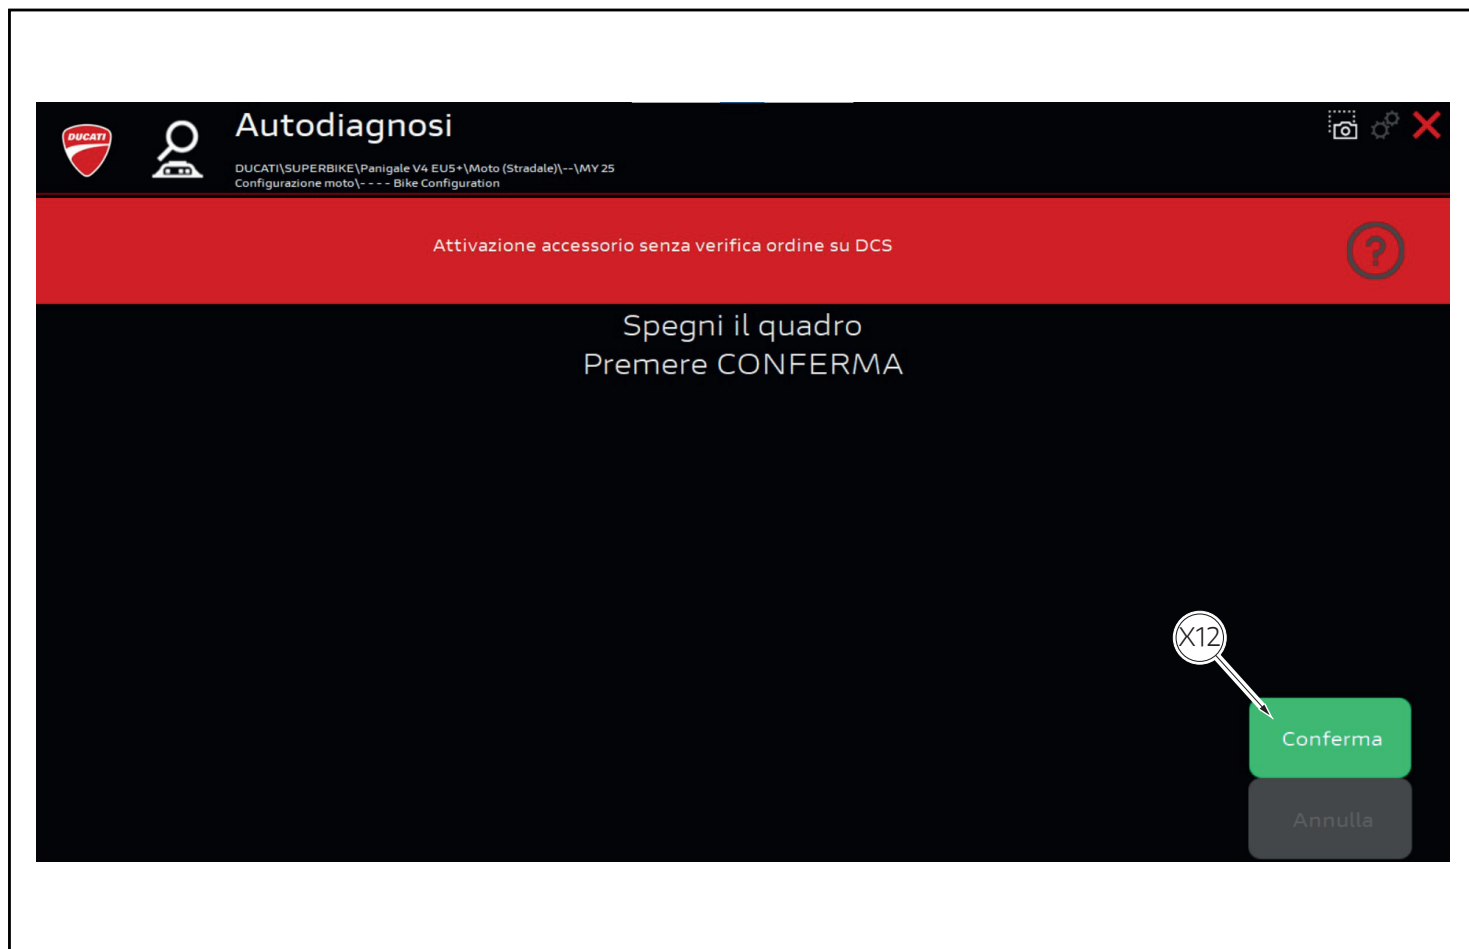 DUCATI
Autodiagnosi
DUCATI\SUPERBIKE\Panigale V4 EU5+\Moto (Stradale)\--\MY 25
Configurazione moto\- - - - Bike Configuration
Attivazione accessorio senza verifica ordine su DCS
?
Spegni il quadro
Premere CONFERMA
X12
Conferma
Annulla